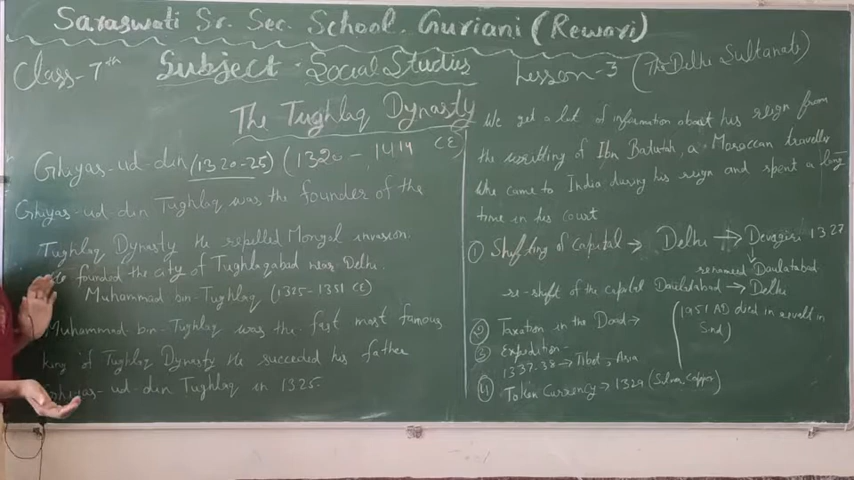 Saraswati Sr. Sec. School. Guriani (Rewari)
Class-7th Subject - Social Studies Lesson-3 (The Delhi Sultanate)
The Tughlaq Dynasty
(1320 - 1414 CE)
Ghiyas-ud-din (1320-25)
Ghiyas-ud-din Tughlaq was the founder of the
Tughlaq Dynasty He repelled Mongal invasion.
He founded the city of Tughlaqabad near Delhi.
Muhammad bin-Tughlaq (1325-1351 CE)
Muhammad-bin-Tughlaq was the fast most famous
king of Tughlaq Dynasty He succeeded his father
Ghiyas-ud-din Tughlaq in 1325.
We get a lot of information about his reign from
the writting of Ibn Batutah, a Maroccan traveller
Who came to India during his reign and spent a long
time in his court
① Shifting of Capital → Delhi → Devagiri 1327
renamed Daulatabad
re-shift of the capital Daulatabad → Delhi
② Taxation in the Doad →
(1951 AD died in a revolt in
Sind)
③ Expedition-
1337-38 → Tibet, Asia
④ Token Currency → 1329 (Silver Copper)